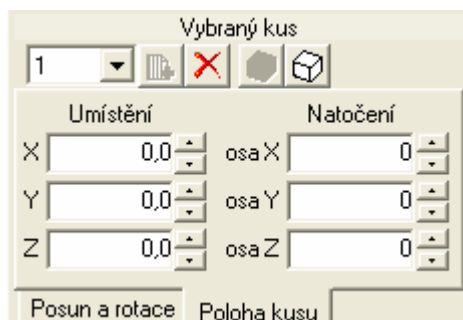 Vybraný kus
1
Umístění Natočení
X 0,0 osa X 0
Y 0,0 osa Y 0
Z 0,0 osa Z 0
Posun a rotace Poloha kusu